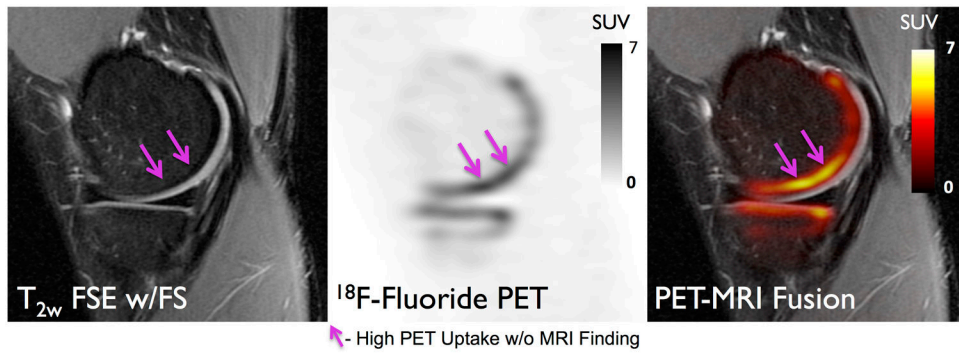 SUV
7
0
SUV
7
0
T2w FSE w/FS
18F-Fluoride PET
PET-MRI Fusion
- High PET Uptake w/o MRI Finding